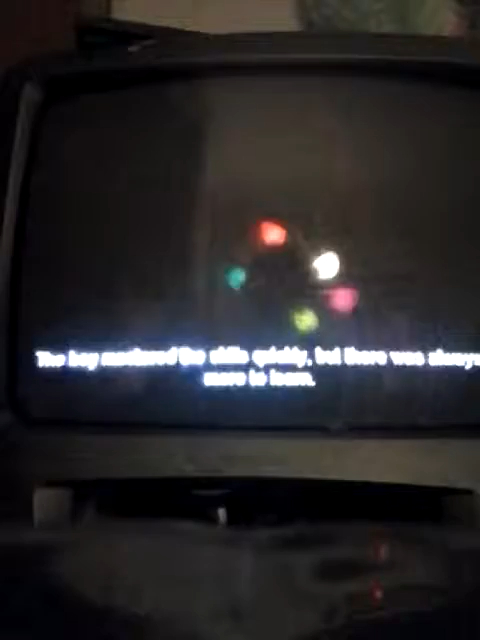 The boy mastered the skills quickly, but there was always
more to learn.